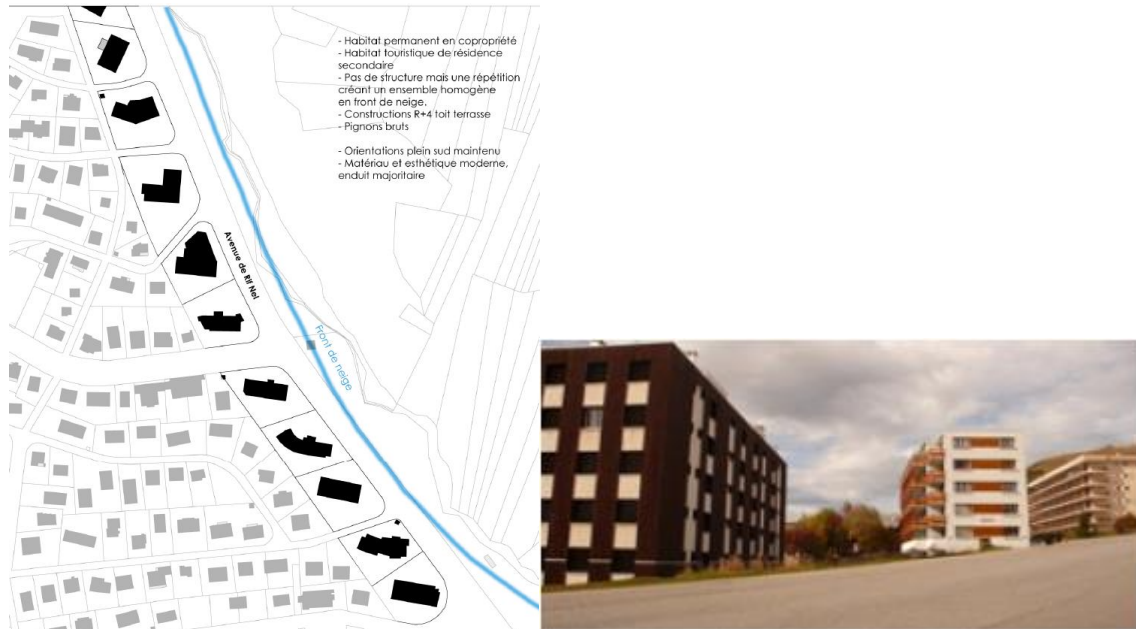 - Habitat permanent en copropriété
- Habitat touristique de résidence
secondaire
- Pas de structure mais une répétition
créant un ensemble homogène
en front de neige.
- Constructions R+4 toit terrasse
- Pignons bruts
- Orientations plein sud maintenu
- Matériau et esthétique moderne,
enduit majoritaire
Avenue de Rif Nel
Front de neige